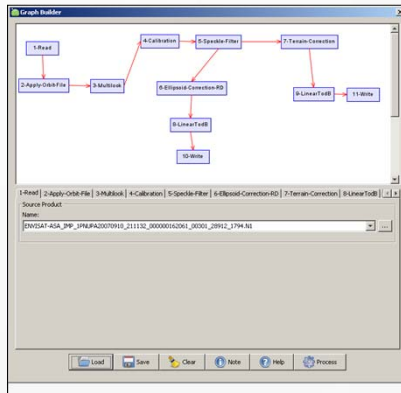 Graph Builder
1-Read
4-Calibration
5-Speckle-Filter
7-Terrain-Correction
2-Apply-Orbit-File
3-Multilook
6-Ellipsoid-Correction-RD
9-LinearTodB
11-Write
8-LinearTodB
10-Write
1-Read 2-Apply-Orbit-File 3-Multilook 4-Calibration 5-Speckle-Filter 6-Ellipsoid-Correction-RD 7-Terrain-Correction 8-LinearTodB
Source Product
Name:
ENVISAT-ASA_IMP_1PNUPA20070918_211132_000000162061_00301_28912_1794.N1
...
Load Save Clear Note Help Process